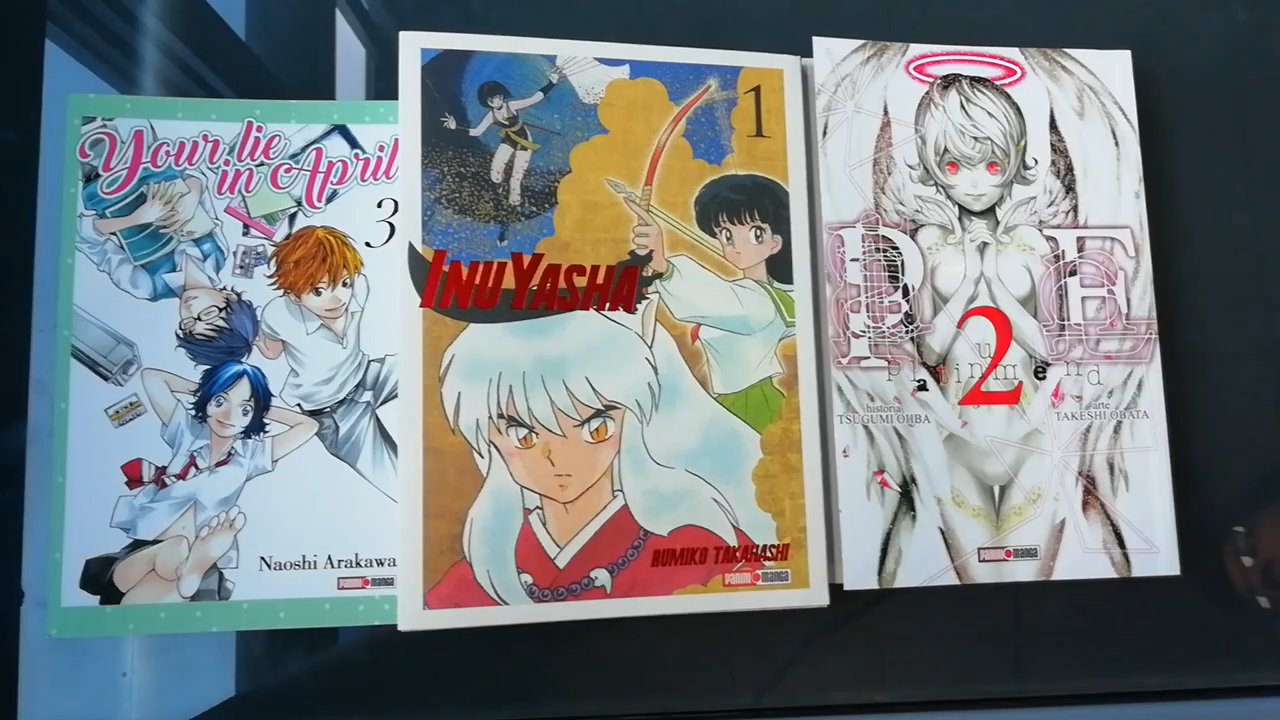 Your lie
in April
3
Naoshi Arakawa
PANINI MANGA
1
INUYASHA
RUMIKO TAKAHASHI
PANINI MANGA
P E
2
platinum end
historia
TSUGUMI OHBA
arte
TAKESHI OBATA
PANINI MANGA